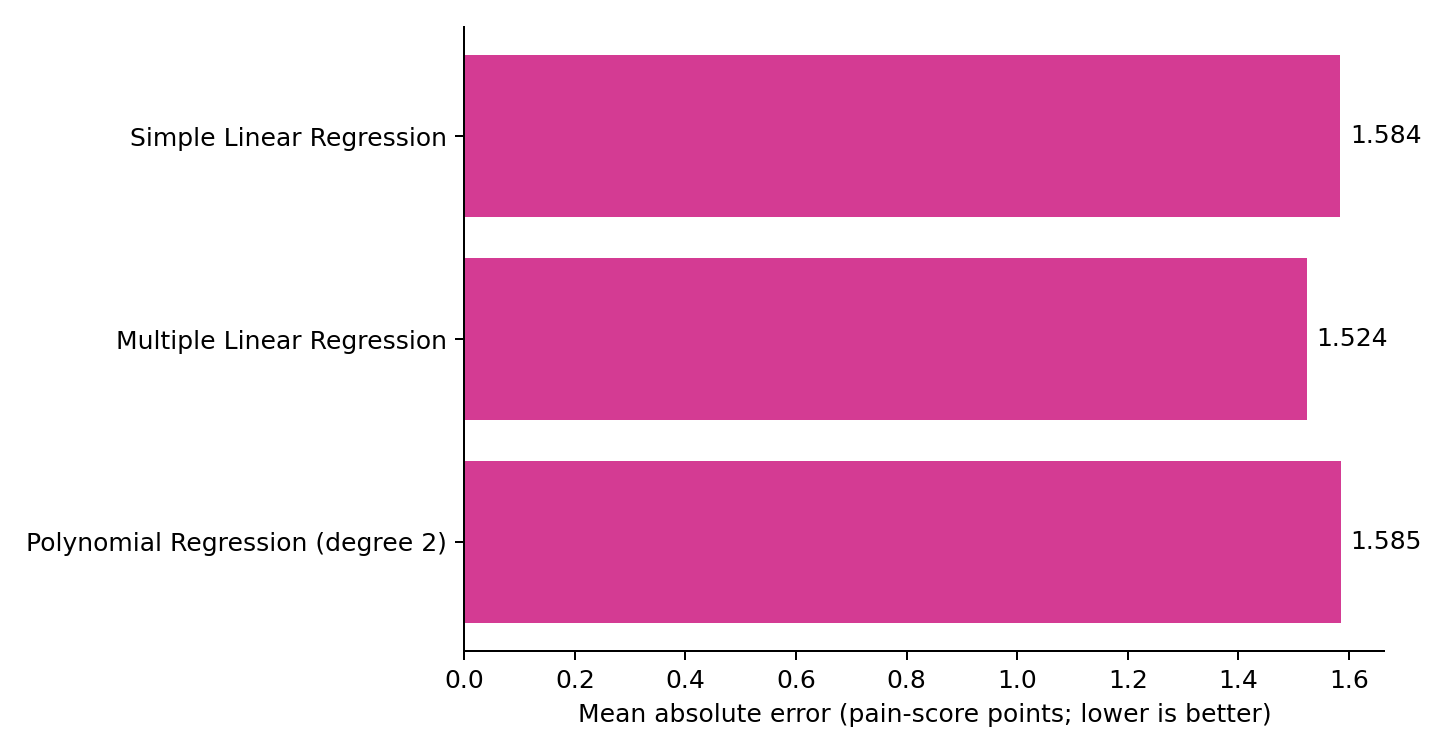 Simple Linear Regression
1.584
Multiple Linear Regression
1.524
Polynomial Regression (degree 2)
1.585
0.0 0.2 0.4 0.6 0.8 1.0 1.2 1.4 1.6
Mean absolute error (pain-score points; lower is better)